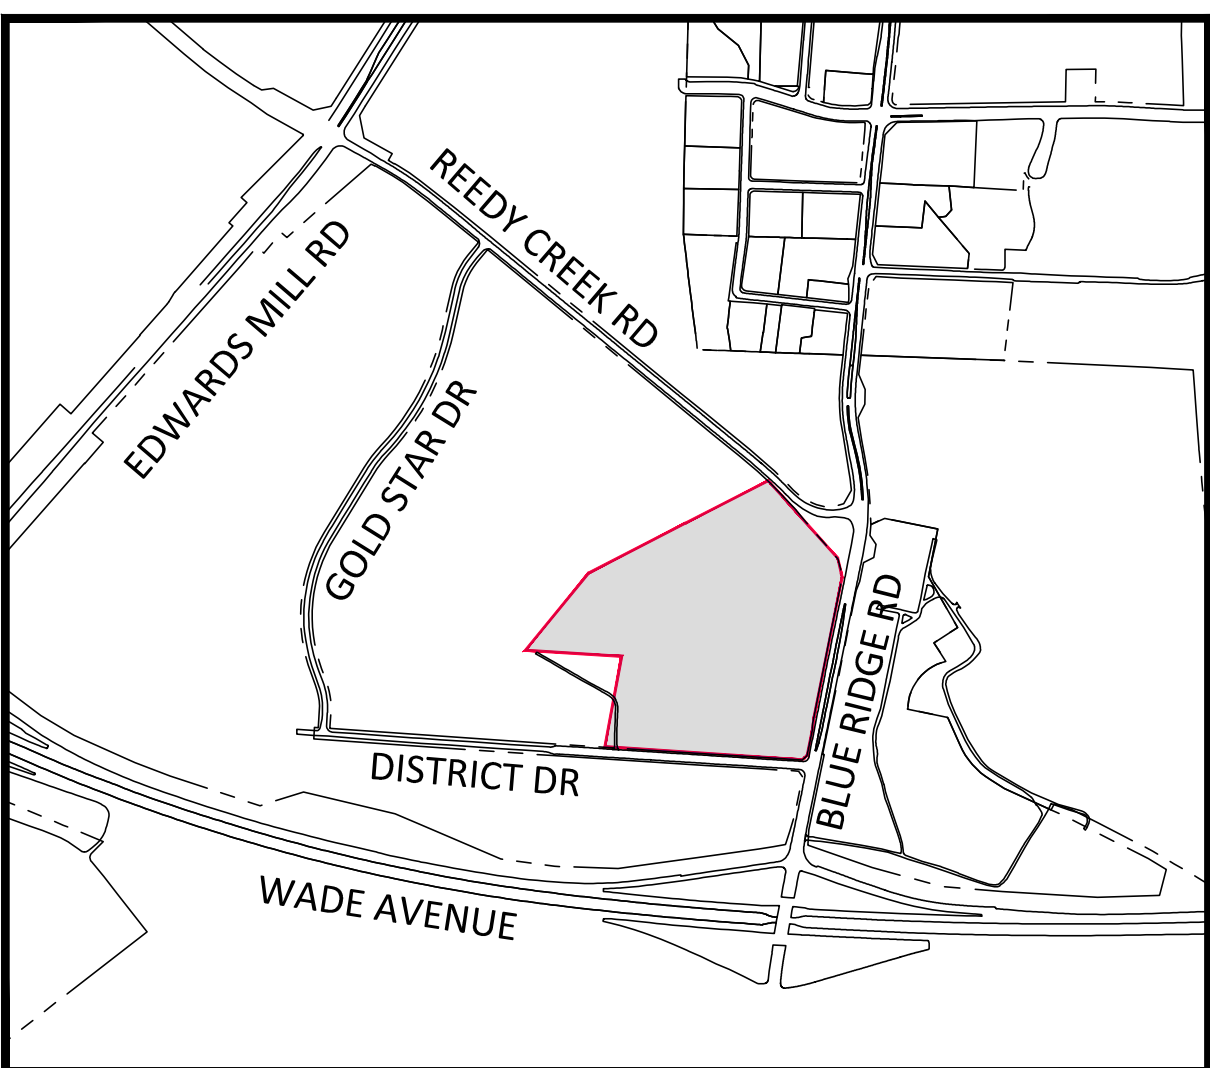 REEDY CREEK RD
EDWARDS MILL RD
GOLD STAR DR
BLUE RIDGE RD
DISTRICT DR
WADE AVENUE